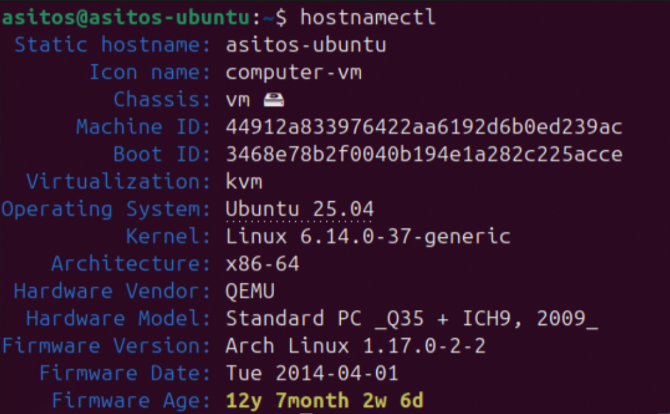 asitos@asitos-ubuntu:~$ hostnamectl
Static hostname: asitos-ubuntu
Icon name: computer-vm
Chassis: vm 🖴
Machine ID: 44912a833976422aa6192d6b0ed239ac
Boot ID: 3468e78b2f0040b194e1a282c225acce
Virtualization: kvm
Operating System: Ubuntu 25.04
Kernel: Linux 6.14.0-37-generic
Architecture: x86-64
Hardware Vendor: QEMU
Hardware Model: Standard PC _Q35 + ICH9, 2009_
Firmware Version: Arch Linux 1.17.0-2-2
Firmware Date: Tue 2014-04-01
Firmware Age: 12y 7month 2w 6d